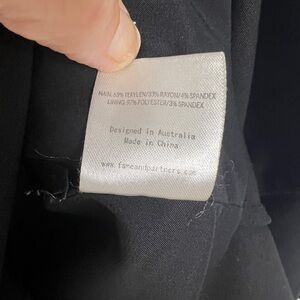 MAIN: 63% TERYLEN/33% RAYON/4% SPANDEX
LINING: 97% POLYESTER/3% SPANDEX
Designed in Australia
Made in China
www.fameandpartners.com